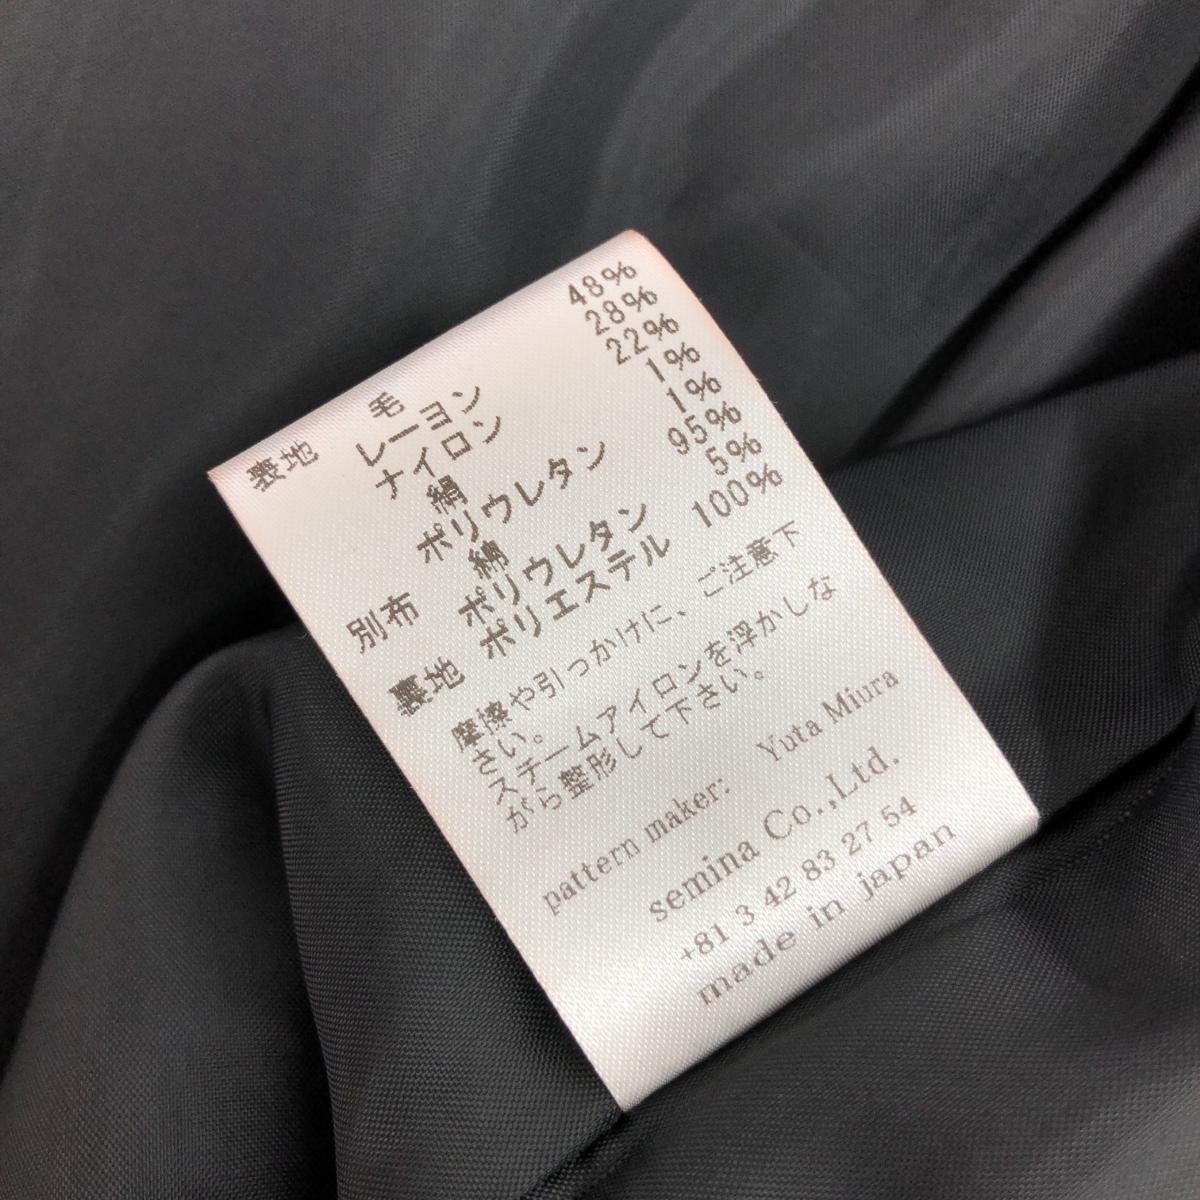 表地 毛 48%
レーヨン 28%
ナイロン 22%
絹 1%
ポリウレタン 1%
別布 綿 95%
ポリウレタン 5%
裏地 ポリエステル 100%
摩擦や引っかけに、ご注意下
さい。
スチームアイロンを浮かしな
がら整形して下さい。
pattern maker: Yuta Miura
semina Co.,Ltd.
+81 3 42 83 27 54
made in japan